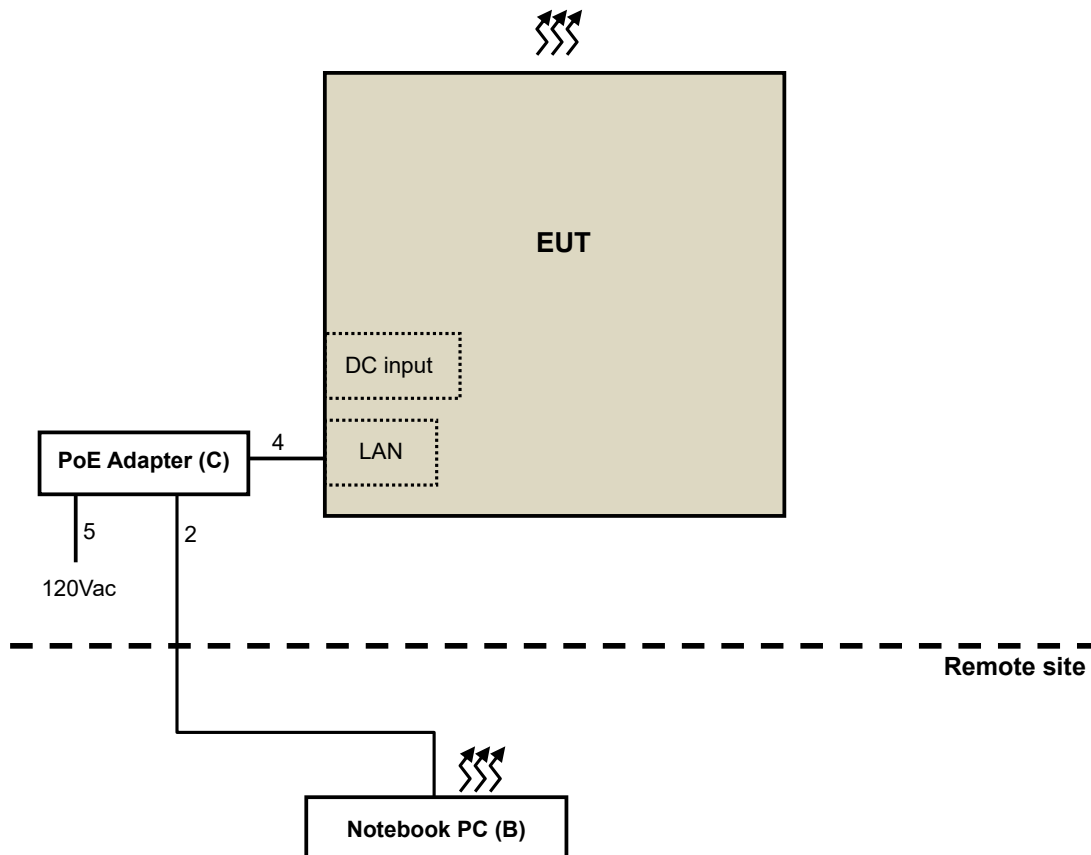 EUT
DC input
LAN
4
PoE Adapter (C)
5
2
120Vac
Remote site
Notebook PC (B)